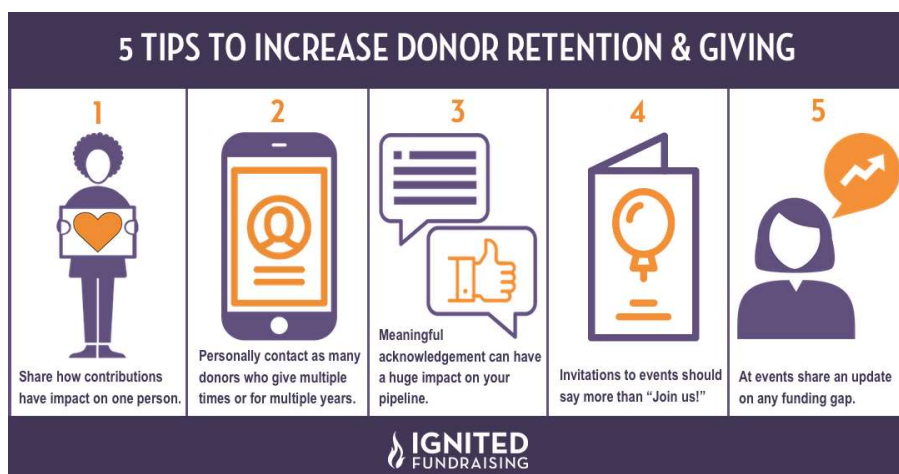 5 TIPS TO INCREASE DONOR RETENTION & GIVING
1
Share how contributions
have impact on one person.
2
Personally contact as many
donors who give multiple
times or for multiple years.
3
Meaningful
acknowledgement can have
a huge impact on your
pipeline.
4
Invitations to events should
say more than “Join us!”
5
At events share an update
on any funding gap.
IGNITED
FUNDRAISING